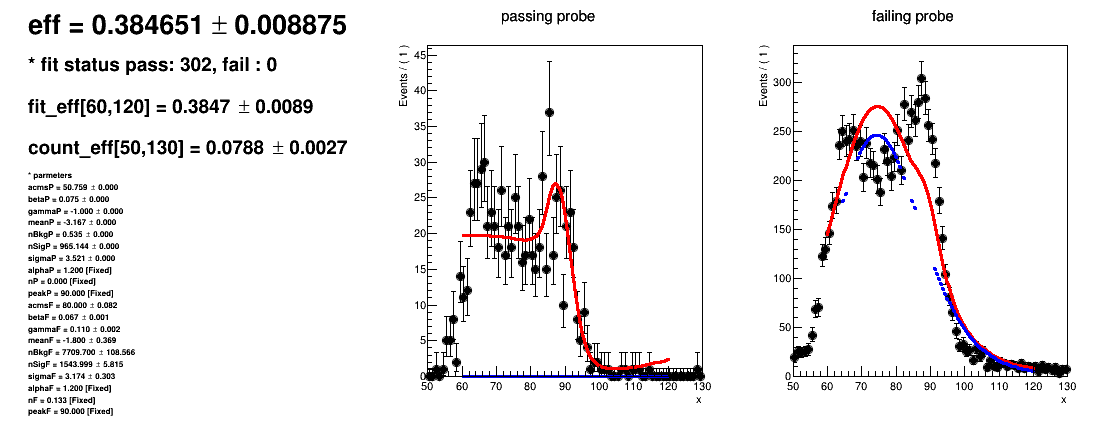 eff = 0.384651 ± 0.008875
* fit status pass: 302, fail : 0
fit_eff[60,120] = 0.3847 ± 0.0089
count_eff[50,130] = 0.0788 ± 0.0027
* parmeters
acmsP = 50.759 ± 0.000
betaP = 0.075 ± 0.000
gammaP = -1.000 ± 0.000
meanP = -3.167 ± 0.000
nBkgP = 0.535 ± 0.000
nSigP = 965.144 ± 0.000
sigmaP = 3.521 ± 0.000
alphaP = 1.200 [Fixed]
nP = 0.000 [Fixed]
peakP = 90.000 [Fixed]
acmsF = 80.000 ± 0.082
betaF = 0.067 ± 0.001
gammaF = 0.110 ± 0.002
meanF = -1.800 ± 0.369
nBkgF = 7709.700 ± 108.566
nSigF = 1543.999 ± 5.815
sigmaF = 3.174 ± 0.303
alphaF = 1.200 [Fixed]
nF = 0.133 [Fixed]
peakF = 90.000 [Fixed]
passing probe
Events / ( 1 )
45
40
35
30
25
20
15
10
5
0
50 60 70 80 90 100 110 120 130
x
failing probe
Events / ( 1 )
300
250
200
150
100
50
0
50 60 70 80 90 100 110 120 130
x